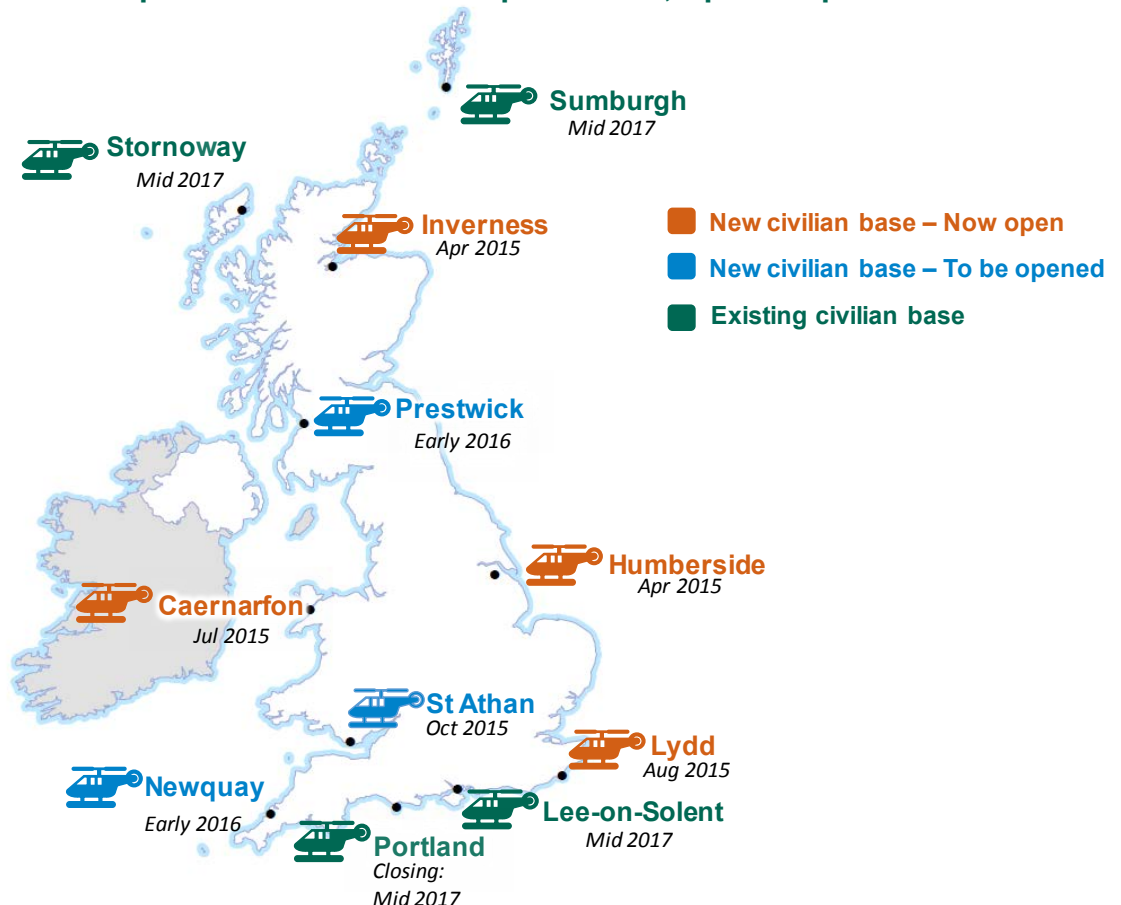 Sumburgh
Mid 2017
Stornoway
Mid 2017
Inverness
Apr 2015
New civilian base – Now open
New civilian base – To be opened
Existing civilian base
Prestwick
Early 2016
Humberside
Apr 2015
Caernarfon
Jul 2015
St Athan
Oct 2015
Lydd
Aug 2015
Newquay
Early 2016
Lee-on-Solent
Mid 2017
Portland
Closing:
Mid 2017